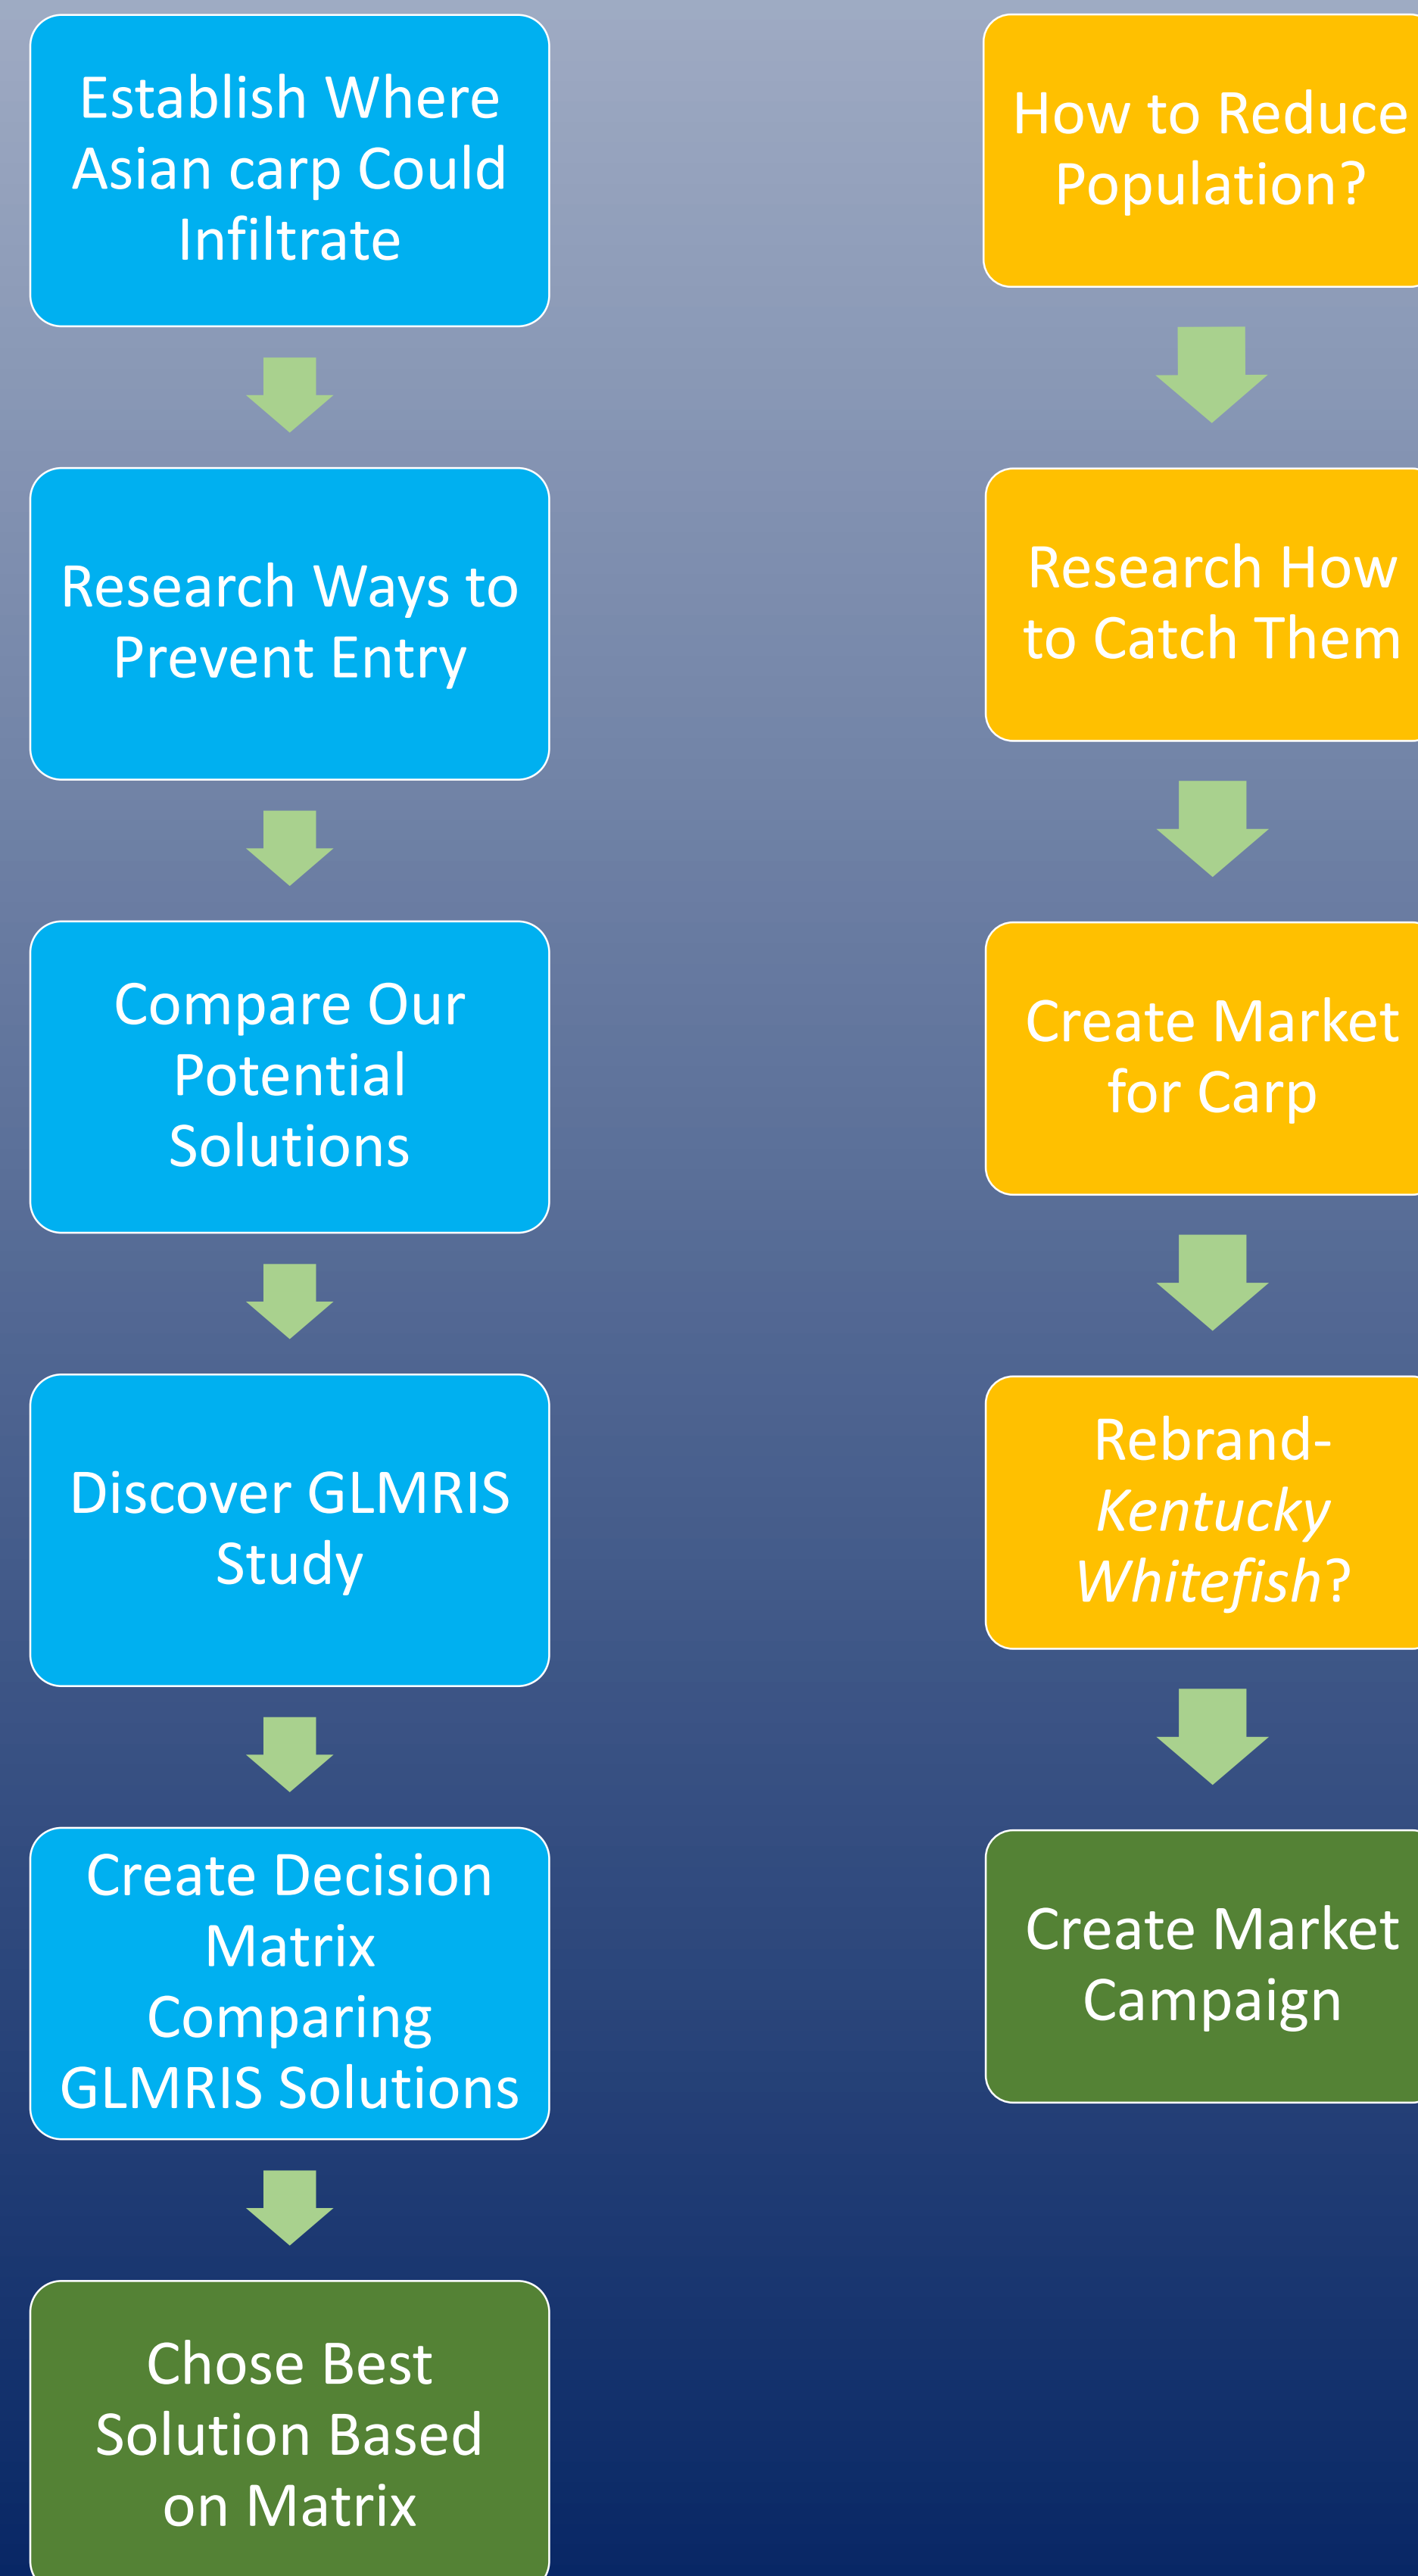 Establish Where
Asian carp Could
Infiltrate
Research Ways to
Prevent Entry
Compare Our
Potential
Solutions
Discover GLMRIS
Study
Create Decision
Matrix
Comparing
GLMRIS Solutions
Chose Best
Solution Based
on Matrix
How to Reduce
Population?
Research How
to Catch Them
Create Market
for Carp
Rebrand-
Kentucky
Whitefish?
Create Market
Campaign